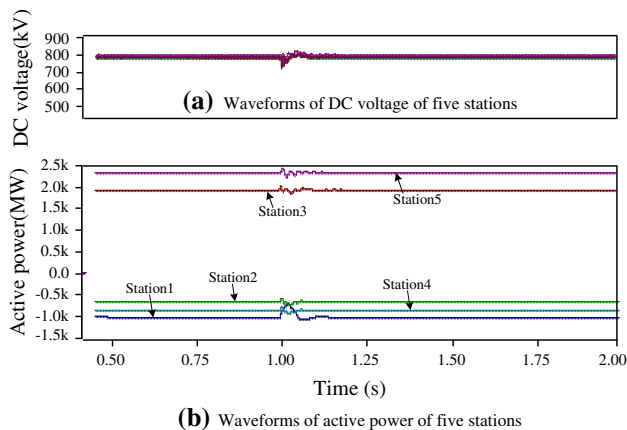 DC voltage(kV)
900
800
700
600
500
(a) Waveforms of DC voltage of five stations
Active power(MW)
2.5k
2.0k
1.5k
1.0k
0.5k
0.0
-0.5k
-1.0k
-1.5k
Station3
Station5
Station1
Station2
Station4
0.50
0.75
1.00
1.25
1.50
1.75
2.00
Time (s)
(b) Waveforms of active power of five stations